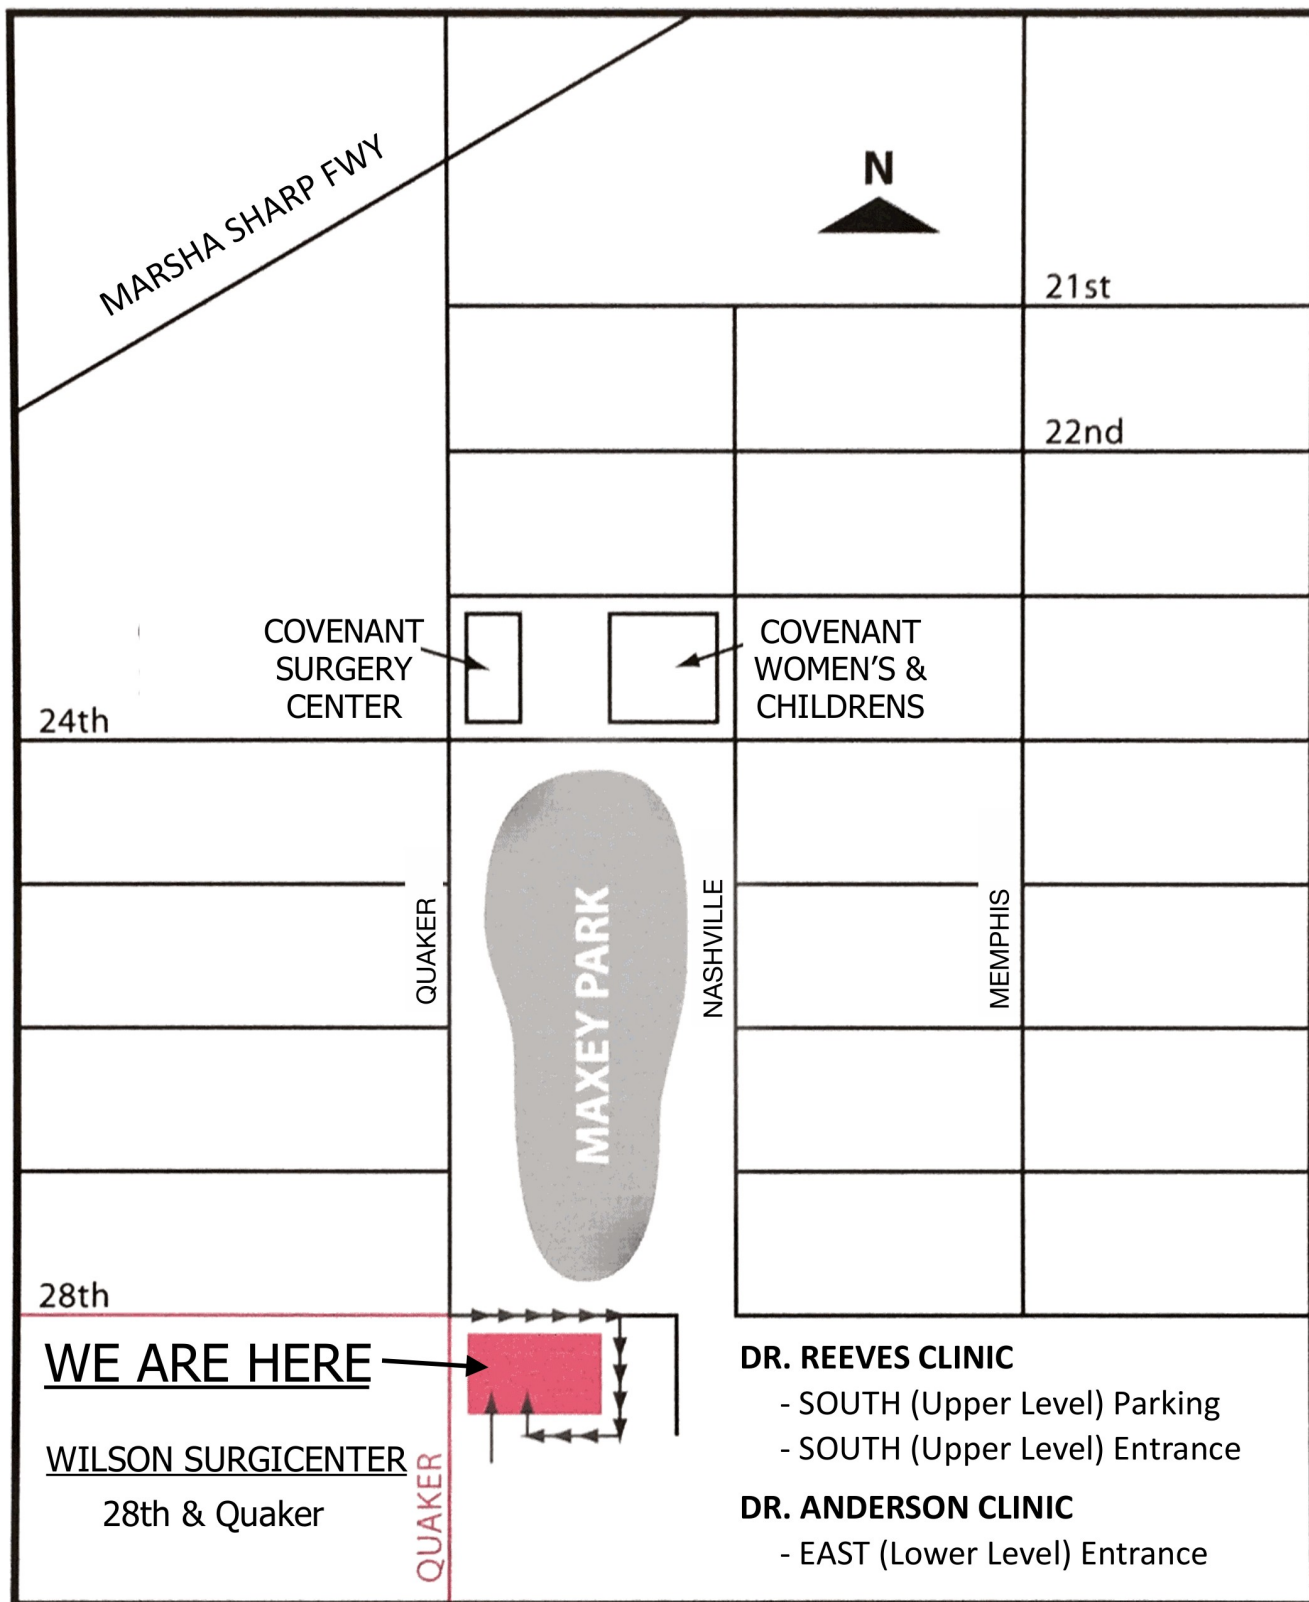 MARSHA SHARP FWY
N
21st
22nd
COVENANT
SURGERY
CENTER
COVENANT
WOMEN'S &
CHILDRENS
24th
QUAKER
MAXEY PARK
NASHVILLE
MEMPHIS
28th
WE ARE HERE
WILSON SURGICENTER
28th & Quaker
QUAKER
DR. REEVES CLINIC
- SOUTH (Upper Level) Parking
- SOUTH (Upper Level) Entrance
DR. ANDERSON CLINIC
- EAST (Lower Level) Entrance